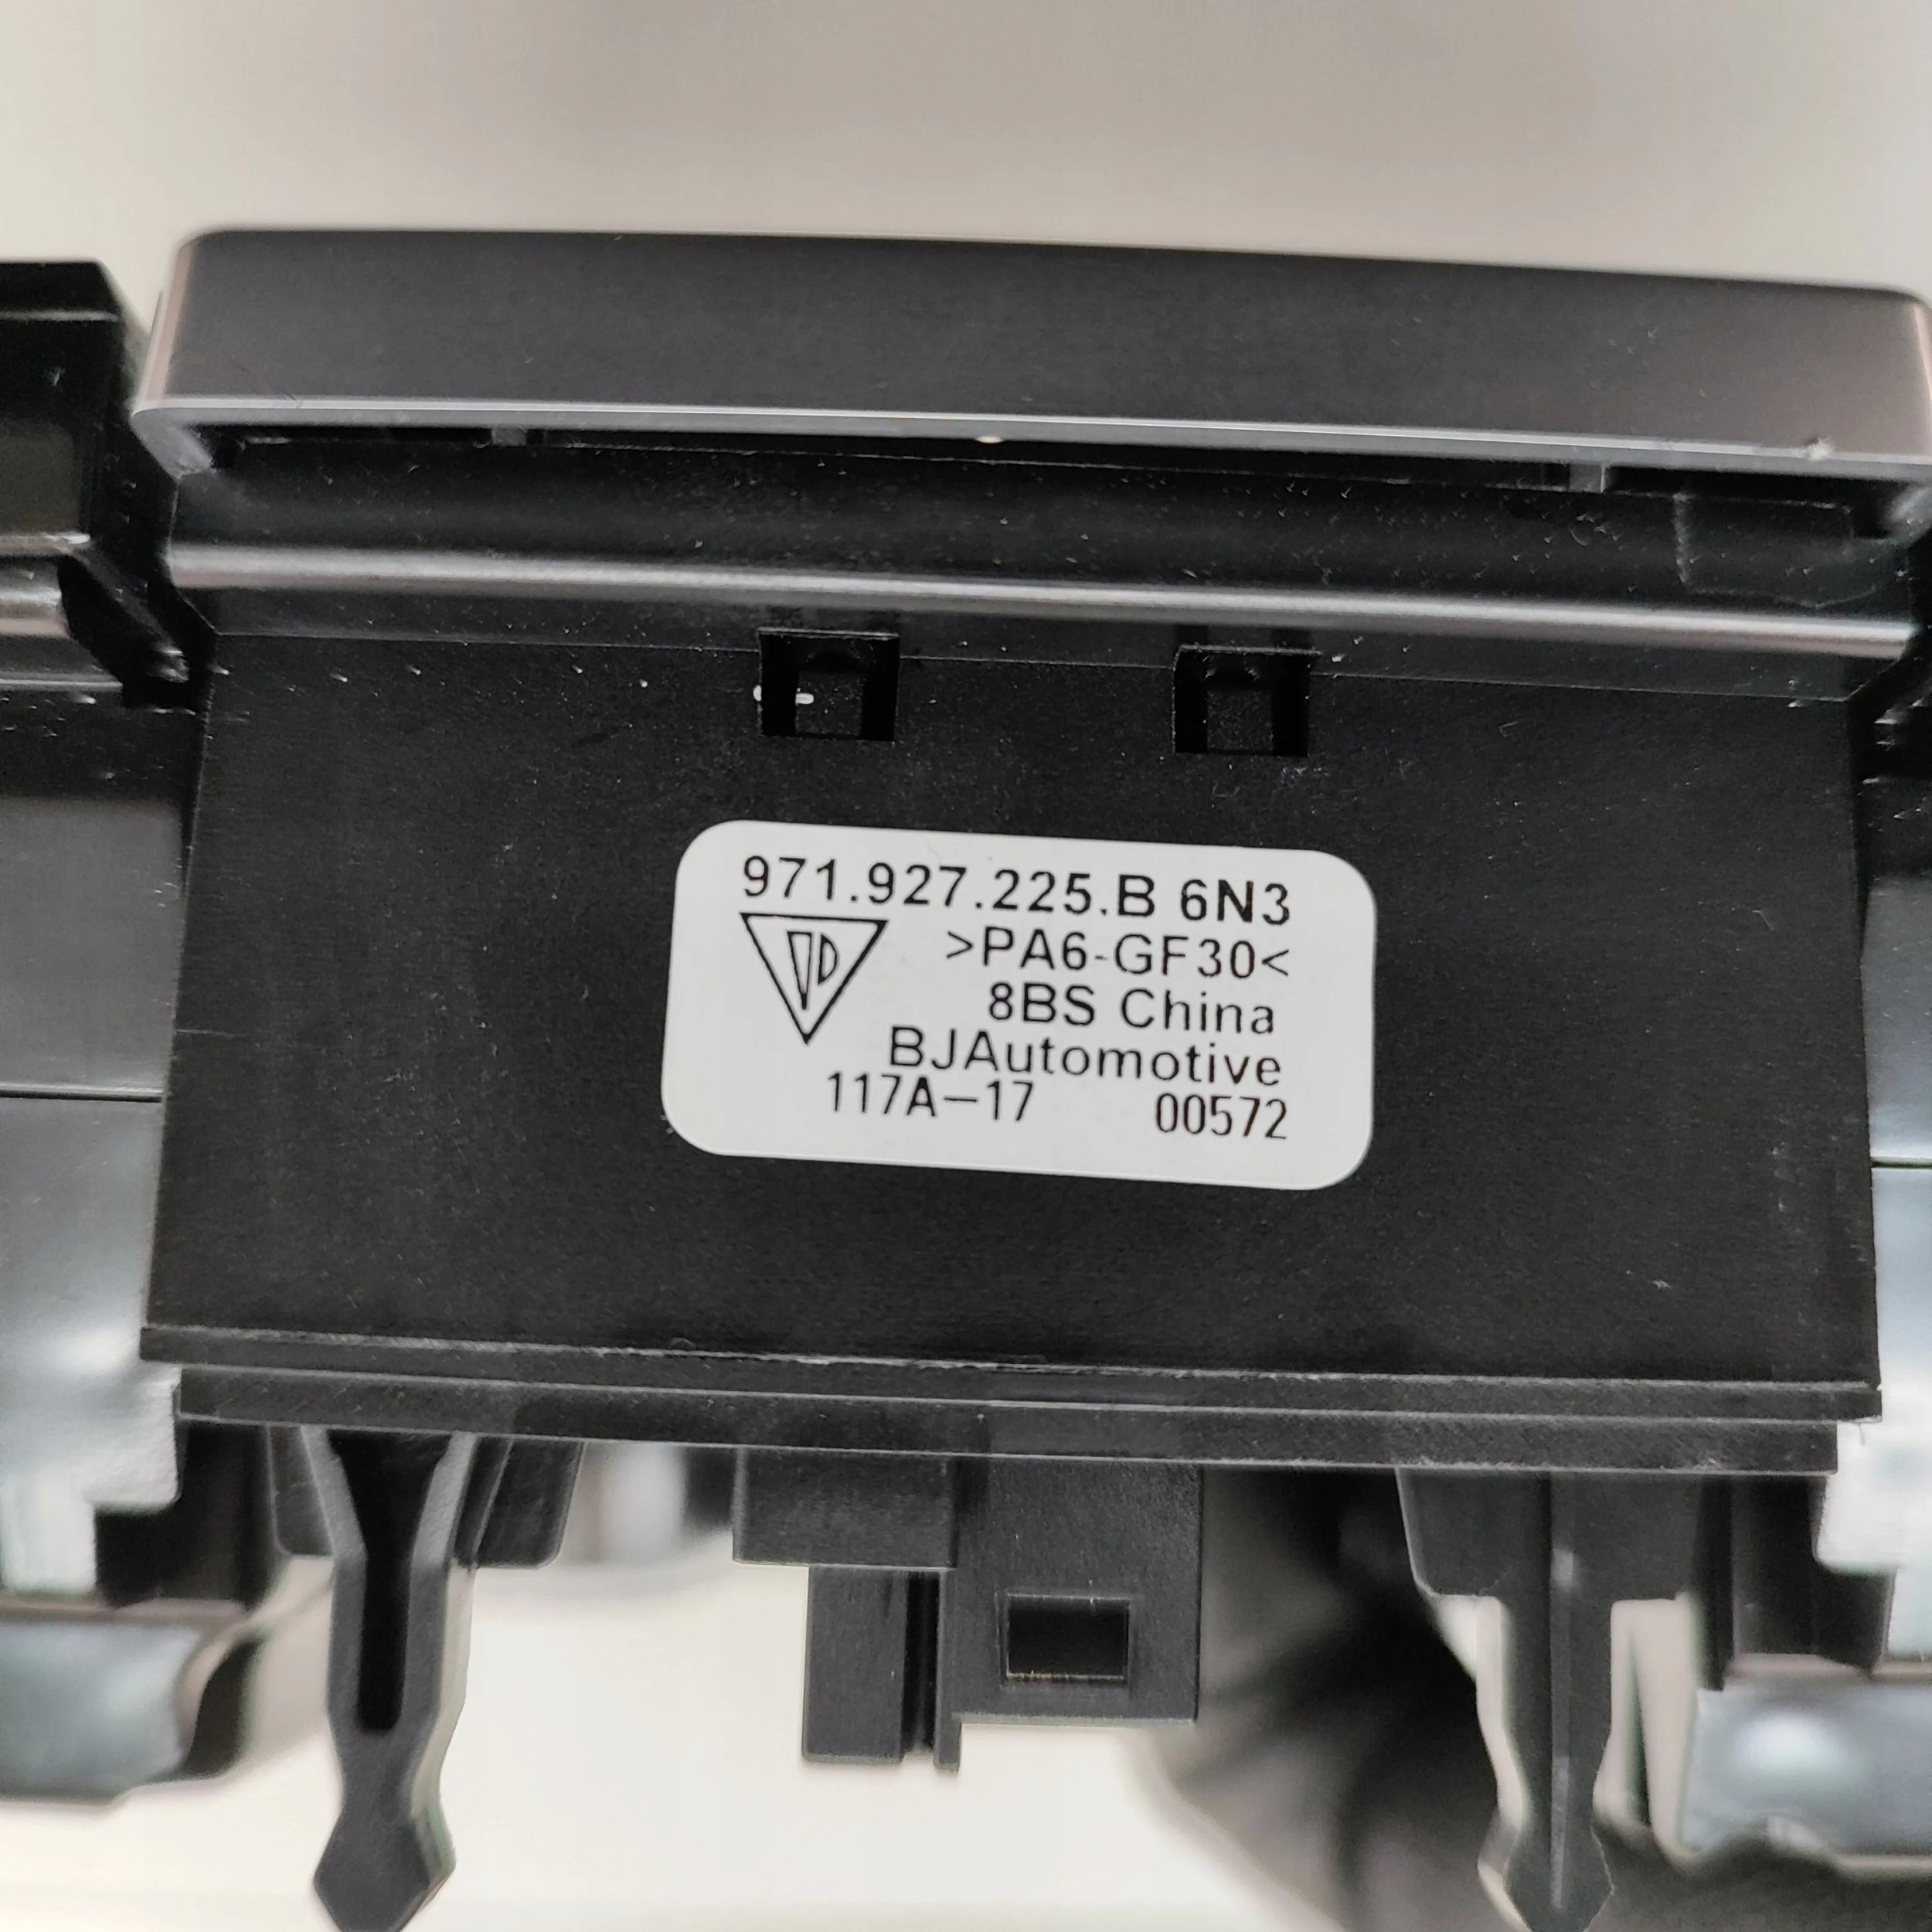 971.927.225.B 6N3
>PA6-GF30<
8BS China
BJAutomotive
117A-17 00572